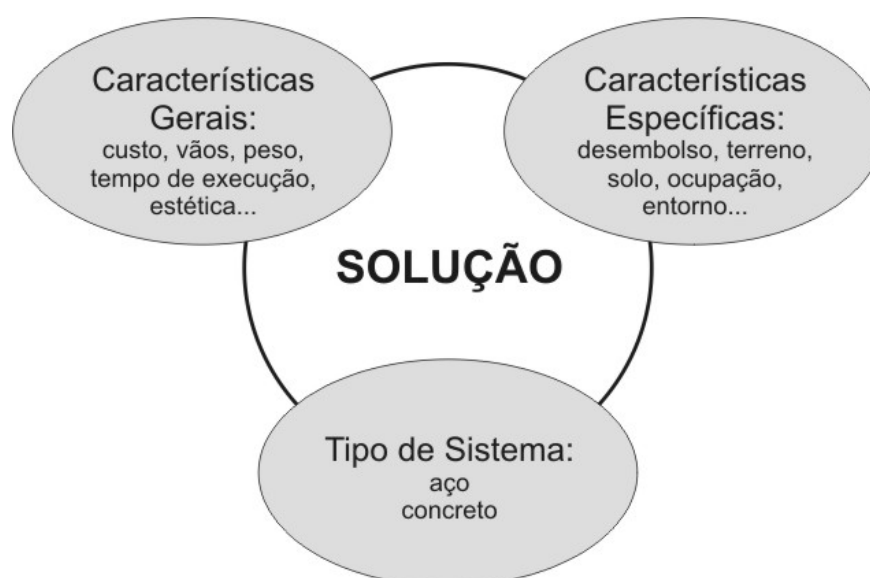 Características
Gerais:
custo, vãos, peso,
tempo de execução,
estética...
Características
Específicas:
desembolso, terreno,
solo, ocupação,
entorno...
SOLUÇÃO
Tipo de Sistema:
aço
concreto